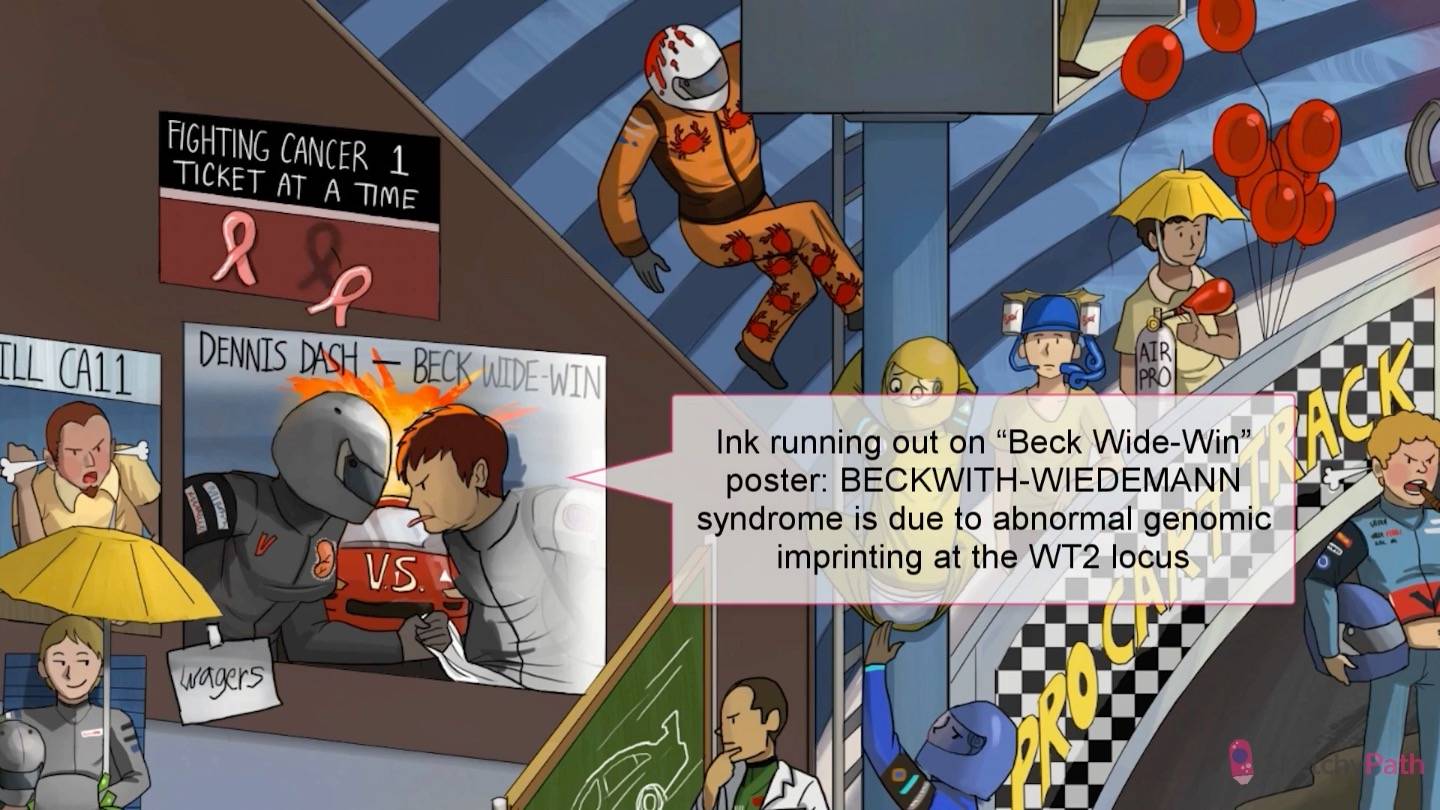 FIGHTING CANCER 1
TICKET AT A TIME
ILL CA11
DENNIS DASH — BECK WIDE-WIN
V.S.
wagers
AIR
PRO
Ink running out on “Beck Wide-Win”
poster: BECKWITH-WIEDEMANN
syndrome is due to abnormal genomic
imprinting at the WT2 locus
PRO CART TRACK
SketchyPath